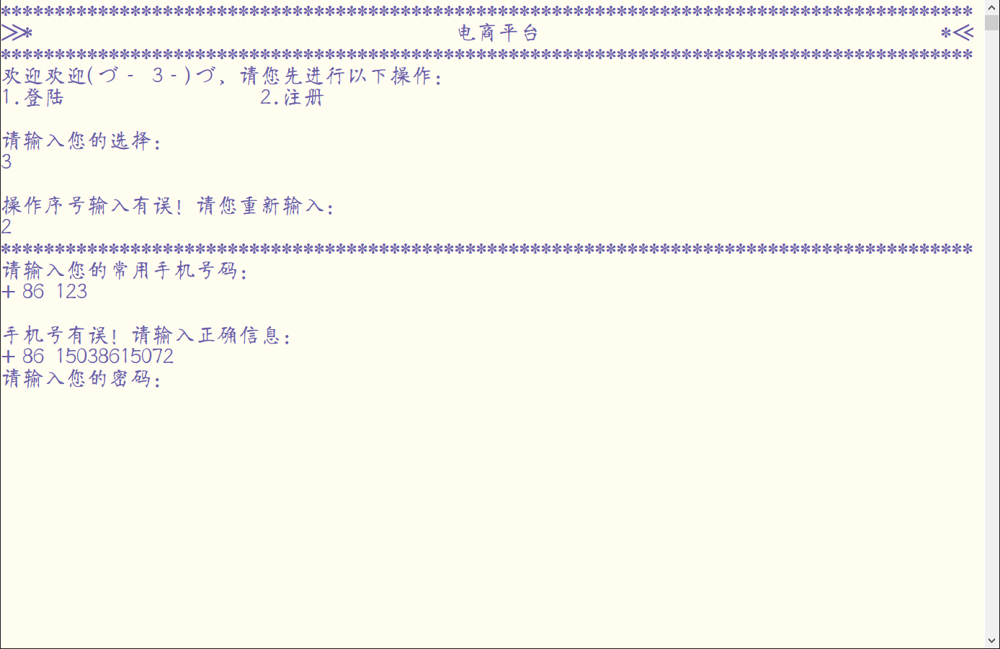 ******************************************************************************************
>>*                                       电商平台                                     *<<
******************************************************************************************
欢迎欢迎(づ - 3 -)づ, 请您先进行以下操作:
1.登陆                  2.注册
请输入您的选择:
3
操作序号输入有误! 请您重新输入:
2
******************************************************************************************
请输入您的常用手机号码:
+ 86 123
手机号有误! 请输入正确信息:
+ 86 15038615072
请输入您的密码: